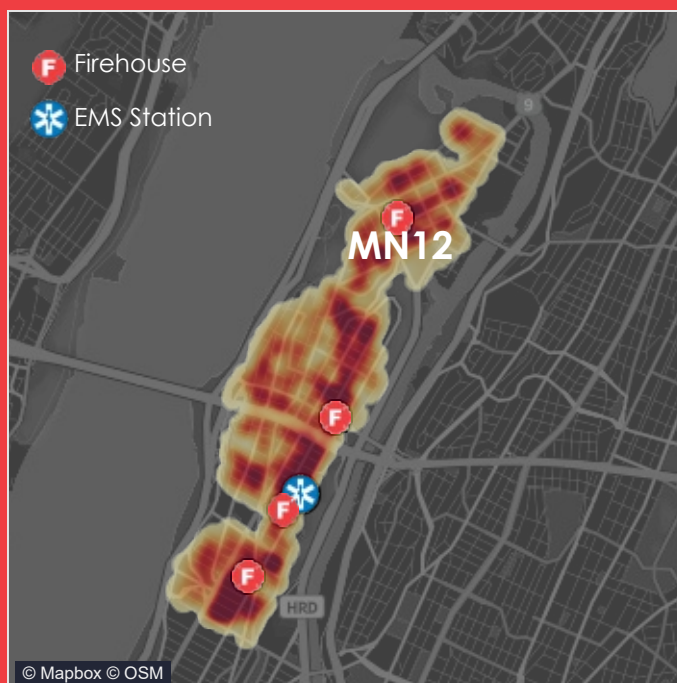 F Firehouse
EMS Station
9
F
MN12
F
F
F
HRD
© Mapbox © OSM